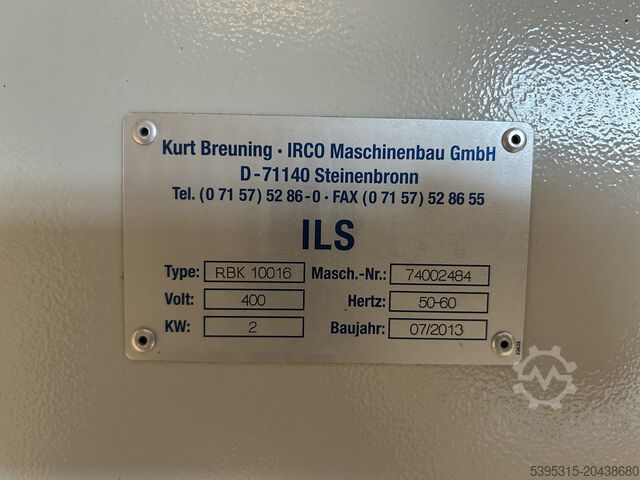 Kurt Breuning · IRCO Maschinenbau GmbH
D-71140 Steinenbronn
Tel. (0 71 57) 52 86-0 · FAX (0 71 57) 52 86 55
ILS
Type: RBK 10016 Masch.-Nr.: 74002484
Volt: 400 Hertz: 50-60
KW: 2 Baujahr: 07/2013
5395315-20438680